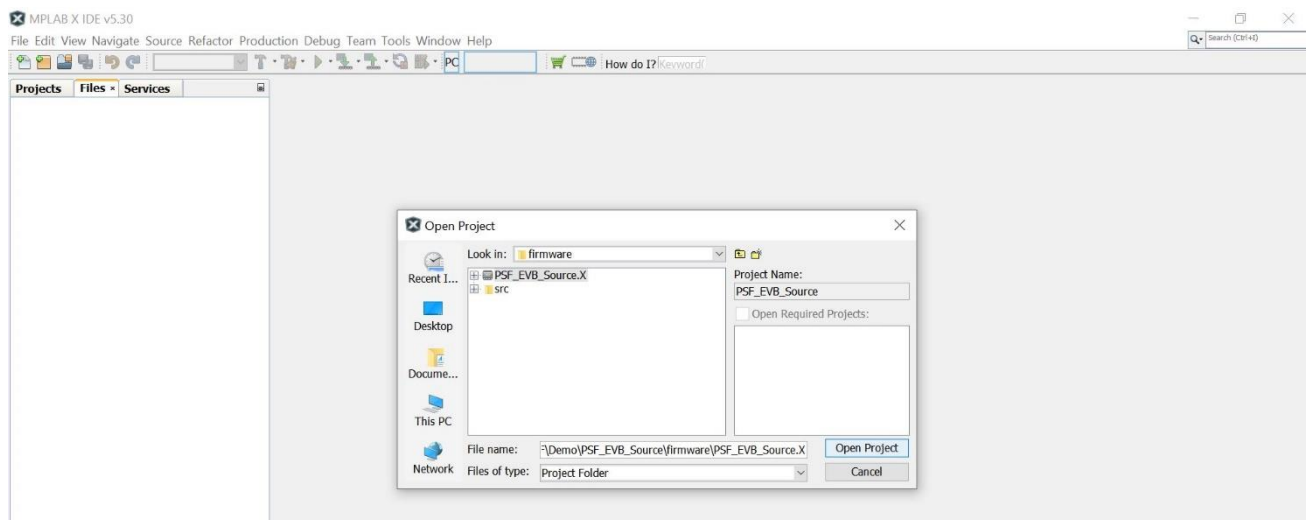 MPLAB X IDE v5.30
File Edit View Navigate Source Refactor Production Debug Team Tools Window Help
Search (Ctrl+I)
PC
How do I?
Projects Files × Services
Open Project
Look in: firmware
Recent I...
PSF_EVB_Source.X
src
Project Name:
PSF_EVB_Source
Open Required Projects:
Desktop
Docume...
This PC
Network
File name: \Demo\PSF_EVB_Source\firmware\PSF_EVB_Source.X
Open Project
Files of type: Project Folder
Cancel